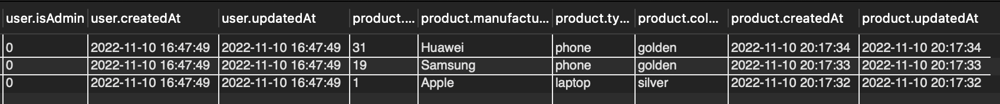 user.isAdmin user.createdAt user.updatedAt product.... product.manufactu... product.ty... product.col... product.createdAt product.updatedAt
0 2022-11-10 16:47:49 2022-11-10 16:47:49 31 Huawei phone golden 2022-11-10 20:17:34 2022-11-10 20:17:34
0 2022-11-10 16:47:49 2022-11-10 16:47:49 19 Samsung phone golden 2022-11-10 20:17:33 2022-11-10 20:17:33
0 2022-11-10 16:47:49 2022-11-10 16:47:49 1 Apple laptop silver 2022-11-10 20:17:32 2022-11-10 20:17:32